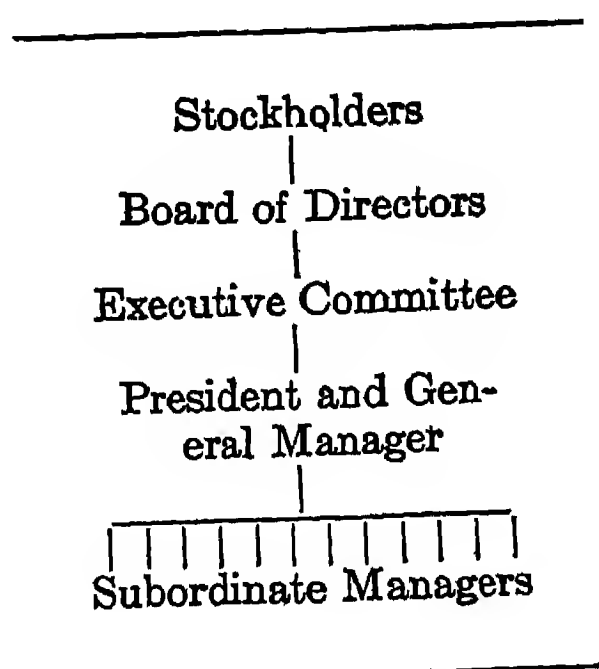 Stockholders
Board of Directors
Executive Committee
President and Gen-
eral Manager
Subordinate Managers